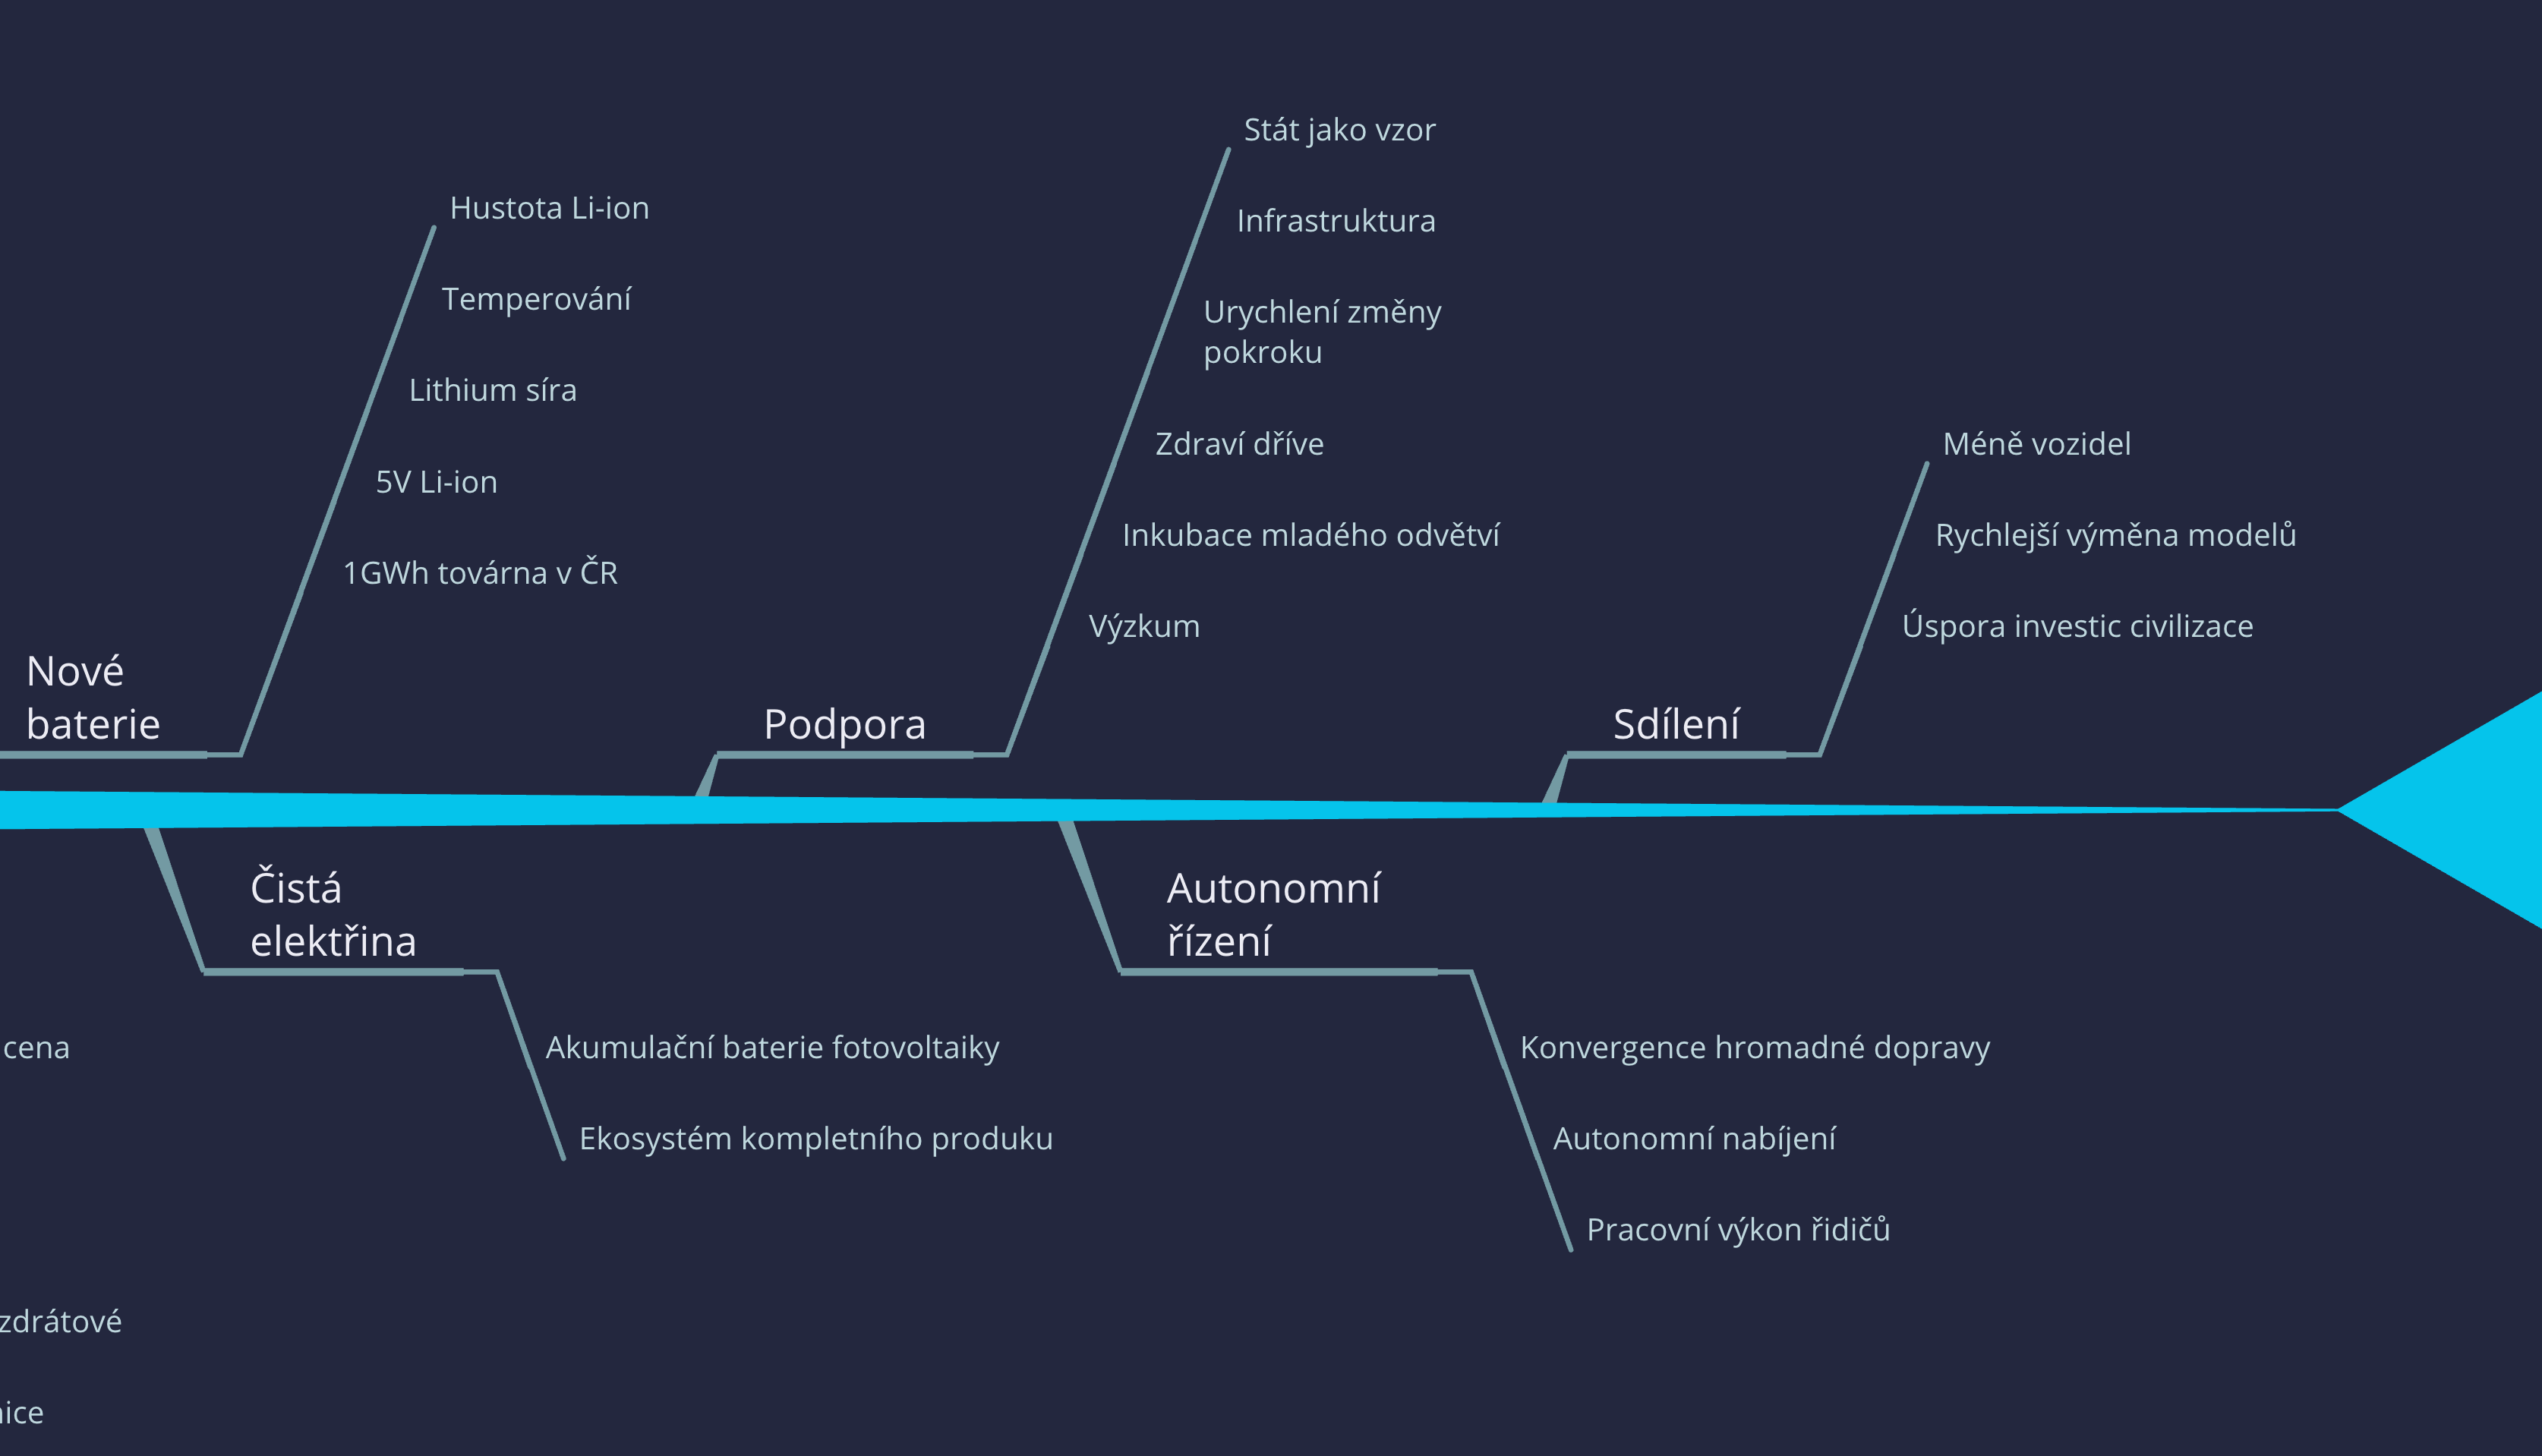 Hustota Li-ion
Temperování
Lithium síra
5V Li-ion
1GWh továrna v ČR
Nové
baterie
Stát jako vzor
Infrastruktura
Urychlení změny
pokroku
Zdraví dříve
Inkubace mladého odvětví
Výzkum
Podpora
Méně vozidel
Rychlejší výměna modelů
Úspora investic civilizace
Sdílení
Čistá
elektřina
Akumulační baterie fotovoltaiky
Ekosystém kompletního produku
Autonomní
řízení
Konvergence hromadné dopravy
Autonomní nabíjení
Pracovní výkon řidičů
cena